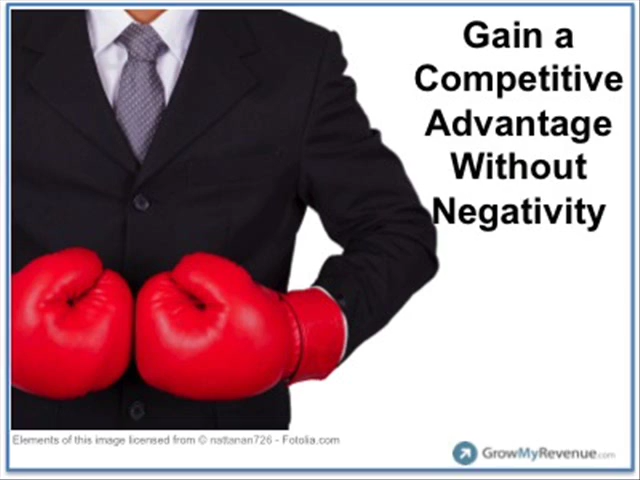 Gain a
Competitive
Advantage
Without
Negativity
Elements of this image licensed from © nattanan726 - Fotolia.com
GrowMyRevenue.com